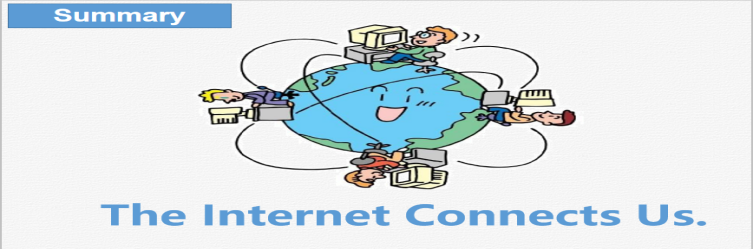 Summary
The Internet Connects Us.